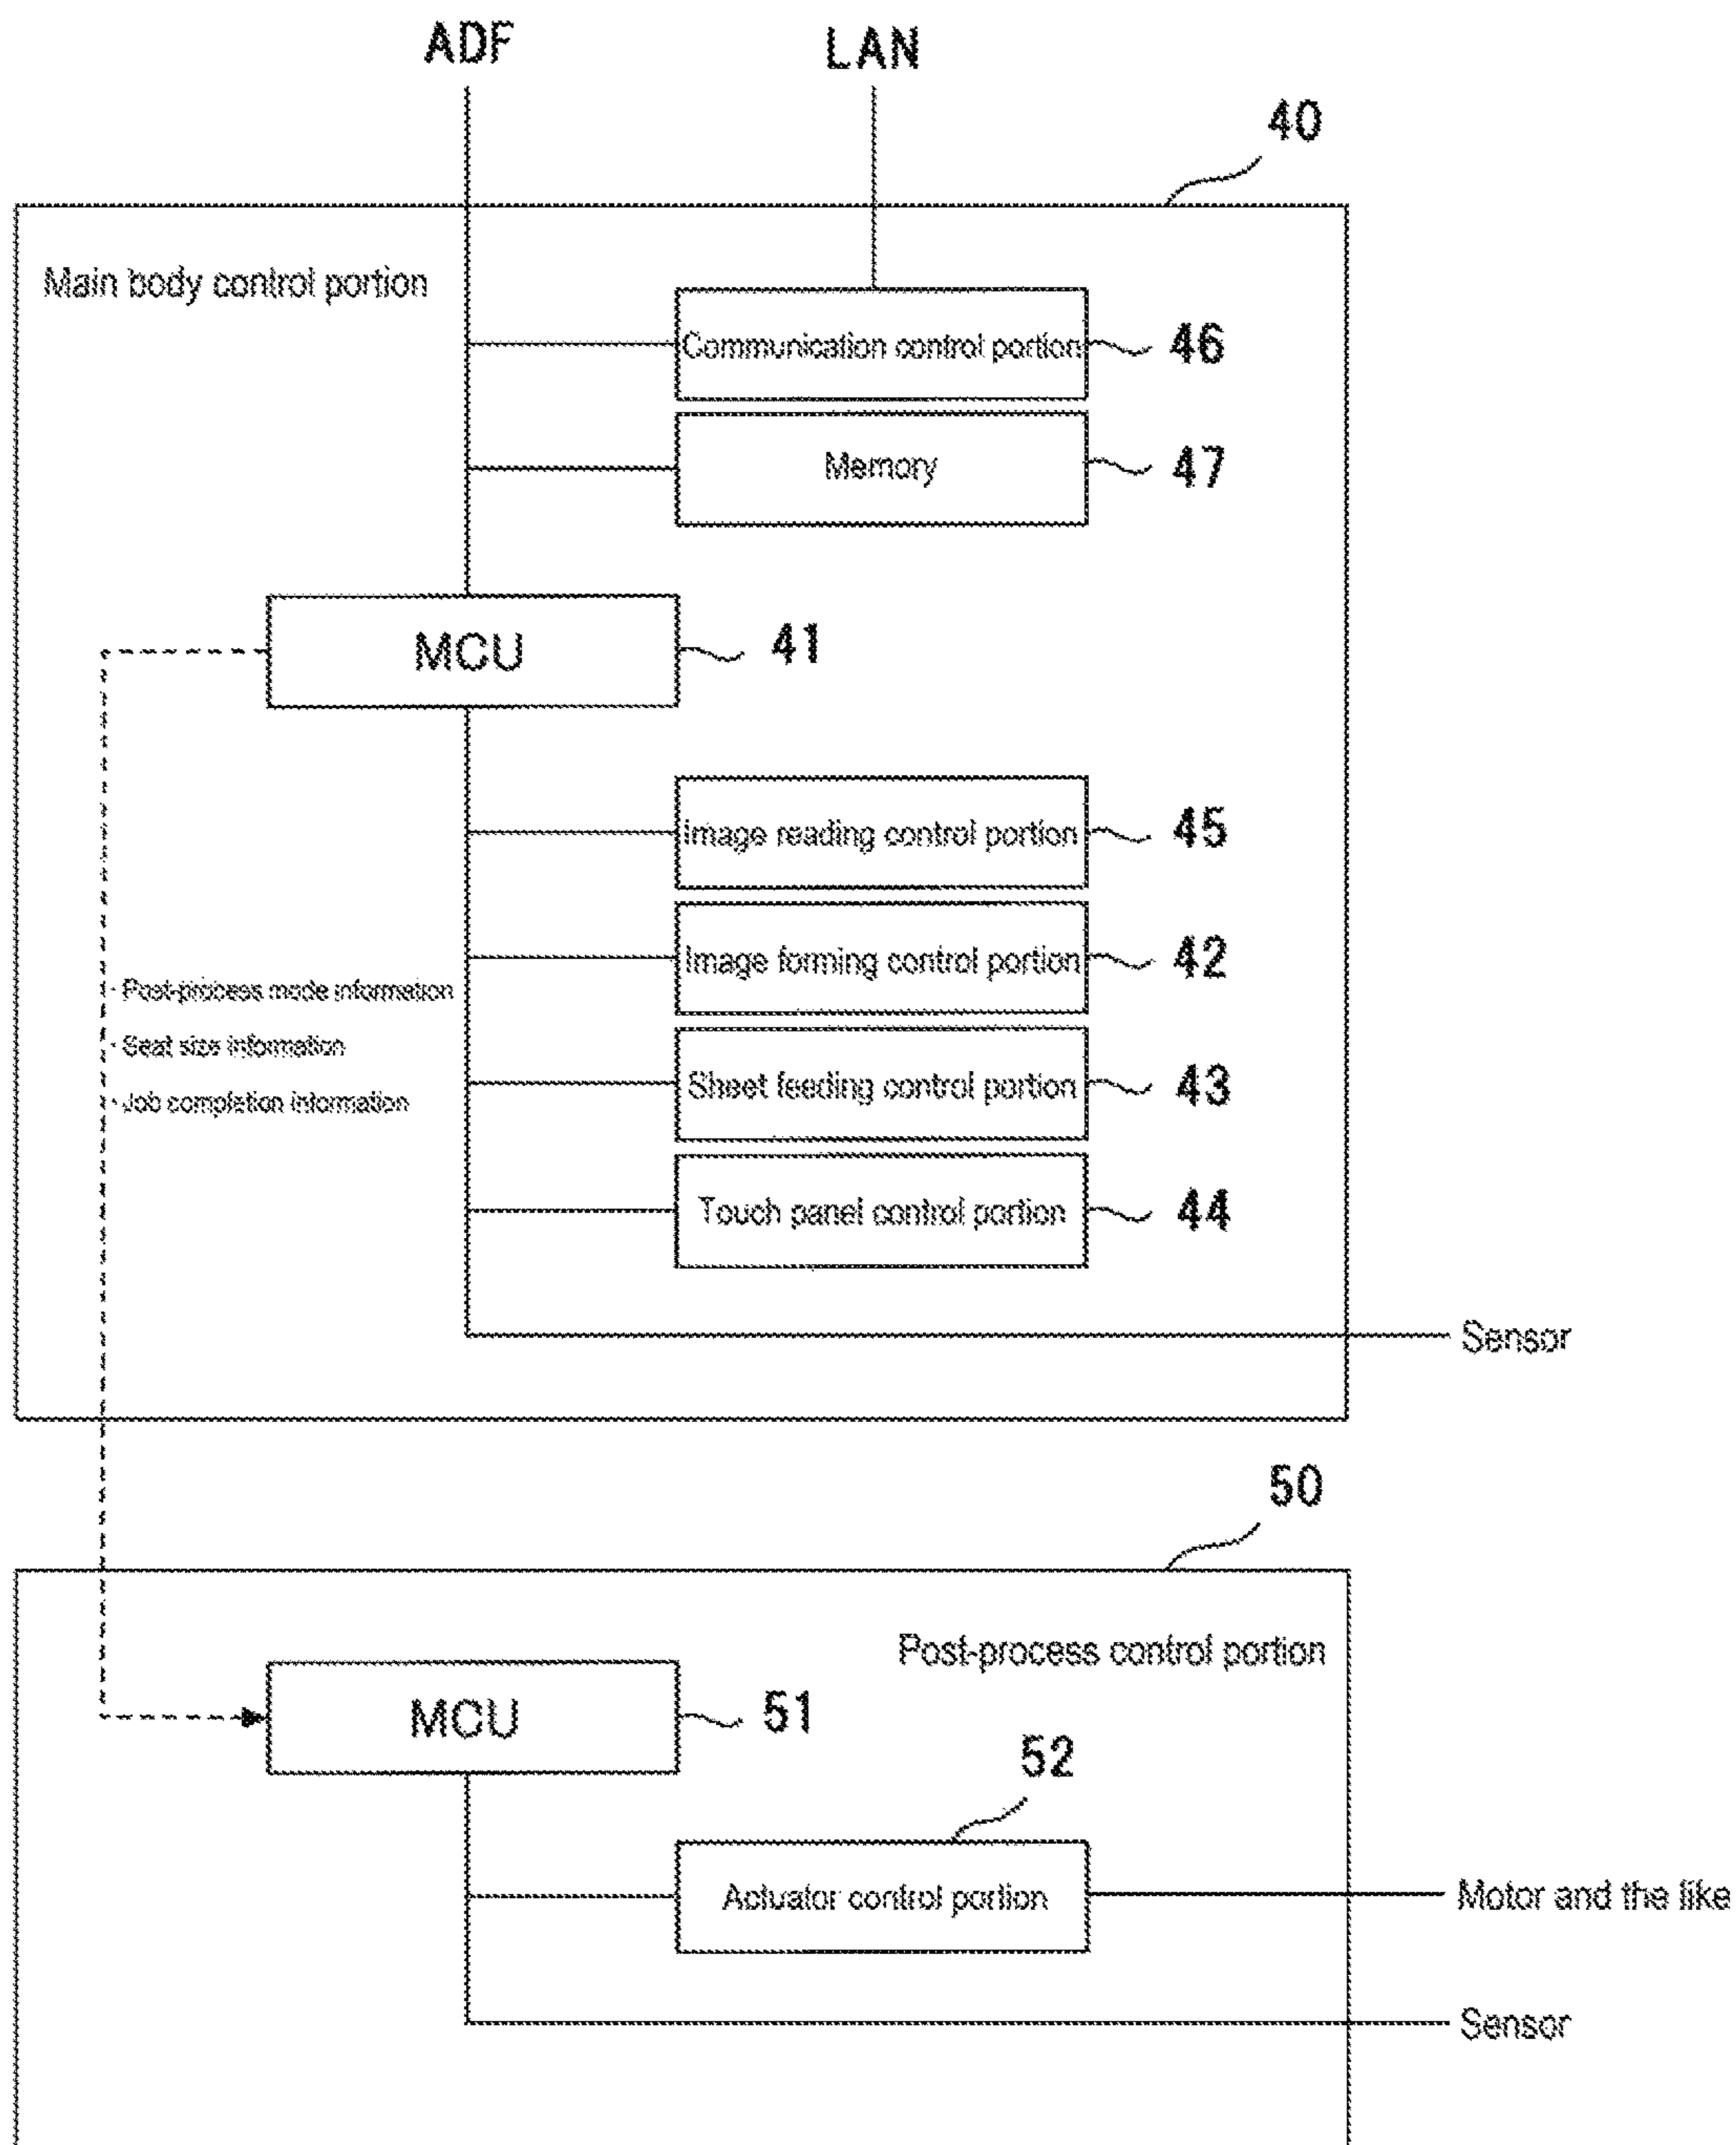 ADF
LAN
40
Main body control portion
Communication control portion
46
Memory
47
MCU
41
Image reading control portion
45
Image forming control portion
42
· Post-process mode information
· Seat size information
Sheet feeding control portion
43
· Job completion information
Touch panel control portion
44
Sensor
50
Post-process control portion
MCU
51
52
Actuator control portion
Motor and the like
Sensor